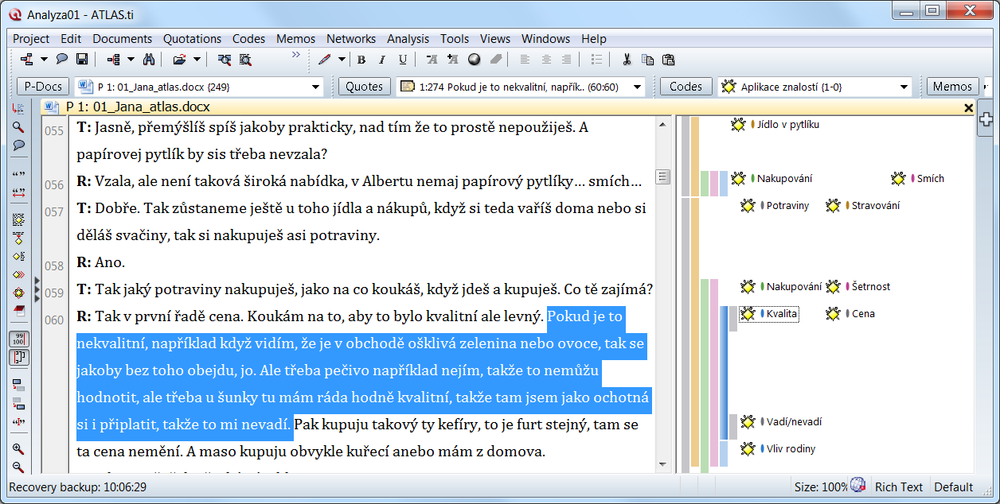 Analyza01 - ATLAS.ti
Project Edit Documents Quotations Codes Memos Networks Analysis Tools Views Windows Help
» B I U A A
P-Docs P 1: 01_Jana_atlas.docx {249} Quotes 1:274 Pokud je to nekvalitní, napřík.. (60:60) Codes Aplikace znalostí {1-0} Memos
P 1: 01_Jana_atlas.docx
055 T: Jasně, přemýšlíš spíš jakoby prakticky, nad tím že to prostě nepoužiješ. A Jídlo v pytlíku
papírovej pytlík by sis třeba nevzala?
056 R: Vzala, ale není taková široká nabídka, v Albertu nemaj papírový pytlíky… smích… Nakupování Smích
057 T: Dobře. Tak zůstaneme ještě u toho jídla a nákupů, když si teda vaříš doma nebo si Potraviny Stravování
děláš svačiny, tak si nakupuješ asi potraviny.
058 R: Ano.
059 T: Tak jaký potraviny nakupuješ, jako na co koukáš, když jdeš a kupuješ. Co tě zajímá? Nakupování Šetrnost
060 R: Tak v první řadě cena. Koukám na to, aby to bylo kvalitní ale levný. Pokud je to Kvalita Cena
nekvalitní, například když vidím, že je v obchodě ošklivá zelenina nebo ovoce, tak se
jakoby bez toho obejdu, jo. Ale třeba pečivo například nejím, takže to nemůžu
hodnotit, ale třeba u šunky tu mám ráda hodně kvalitní, takže tam jsem jako ochotná
si i připlatit, takže to mi nevadí. Pak kupuju takový ty kefíry, to je furt stejný, tam se Vadí/nevadí
ta cena nemění. A maso kupuju obvykle kuřecí anebo mám z domova. Vliv rodiny
Recovery backup: 10:06:29 Size: 100% Rich Text Default